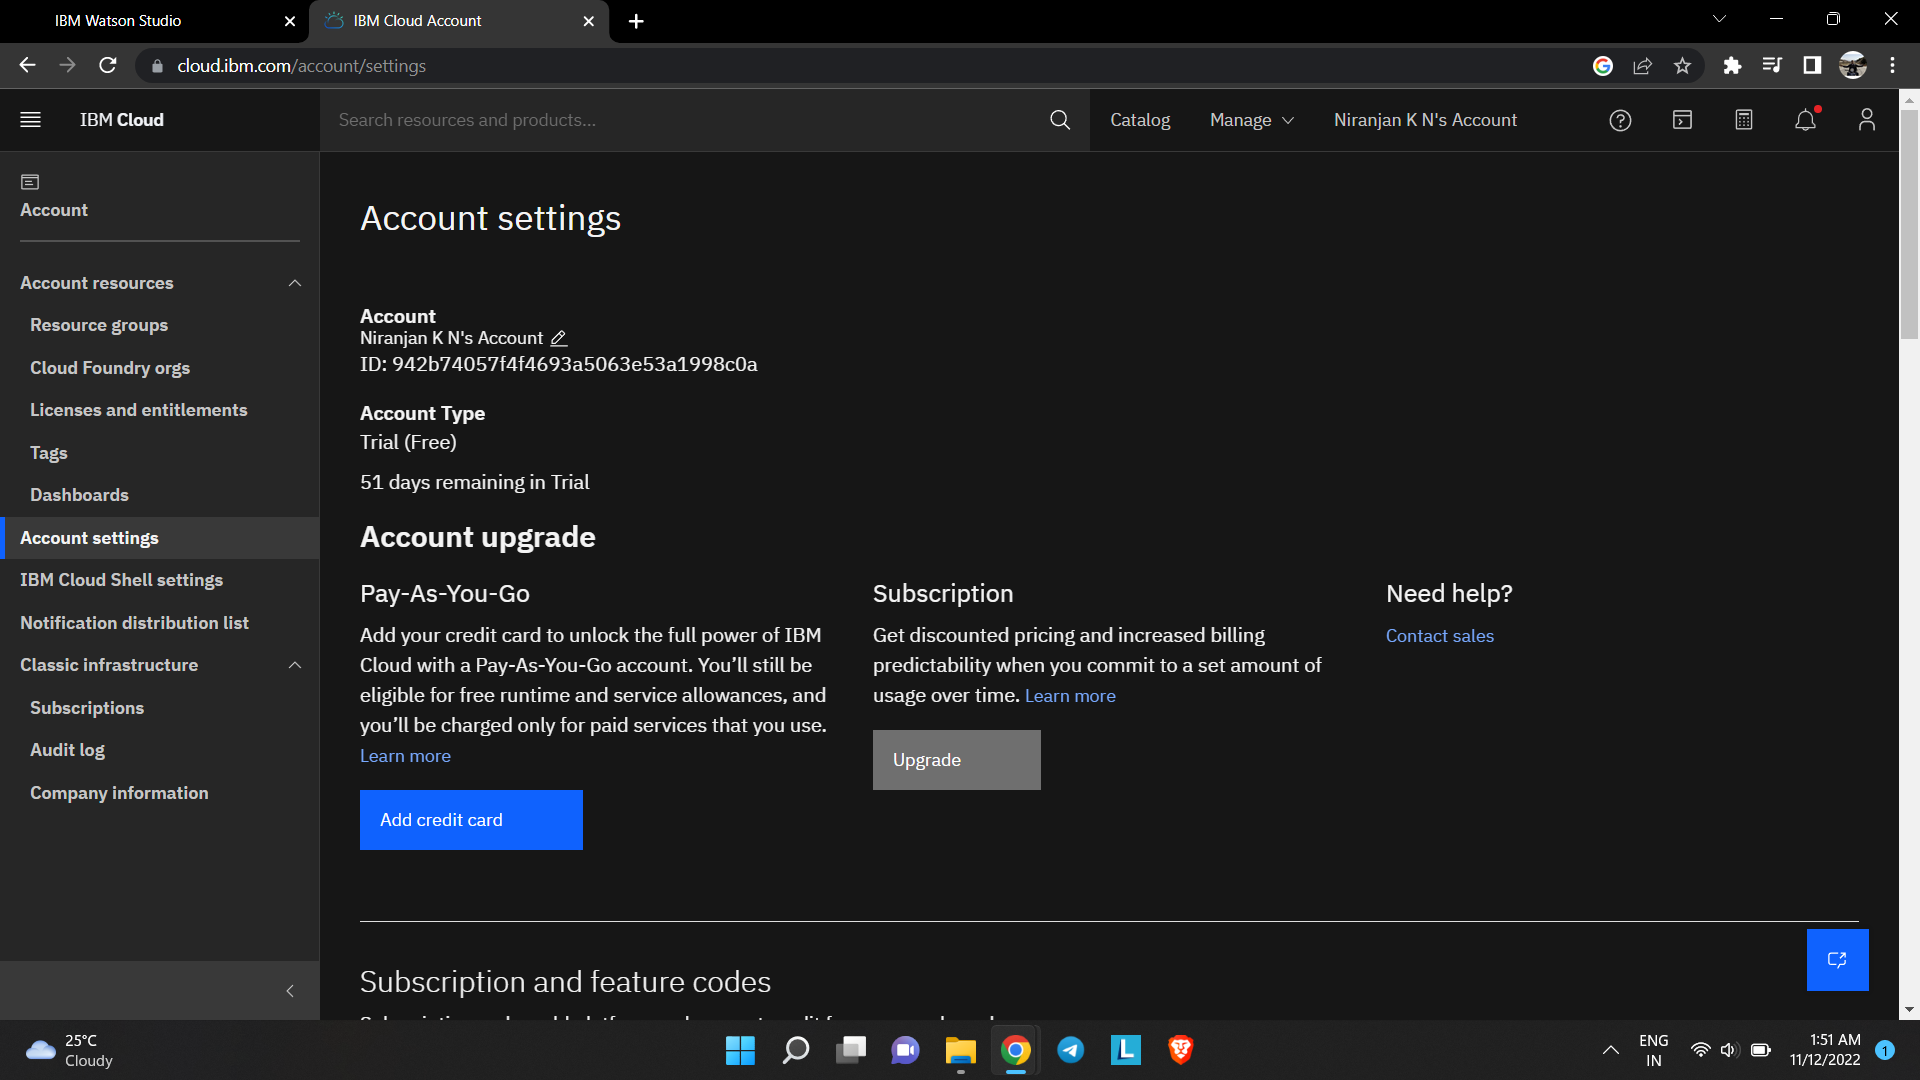 IBM Watson Studio
IBM Cloud Account
cloud.ibm.com/account/settings
IBM Cloud
Search resources and products...
Catalog
Manage
Niranjan K N's Account
Account
Account resources
Resource groups
Cloud Foundry orgs
Licenses and entitlements
Tags
Dashboards
Account settings
IBM Cloud Shell settings
Notification distribution list
Classic infrastructure
Subscriptions
Audit log
Company information
Account settings
Account
Niranjan K N's Account
ID: 942b74057f4f4693a5063e53a1998c0a
Account Type
Trial (Free)
51 days remaining in Trial
Account upgrade
Pay-As-You-Go
Add your credit card to unlock the full power of IBM
Cloud with a Pay-As-You-Go account. You’ll still be
eligible for free runtime and service allowances, and
you’ll be charged only for paid services that you use.
Learn more
Add credit card
Subscription
Get discounted pricing and increased billing
predictability when you commit to a set amount of
usage over time. Learn more
Upgrade
Need help?
Contact sales
Subscription and feature codes
25°C
Cloudy
L
ENG
IN
1:51 AM
11/12/2022
1